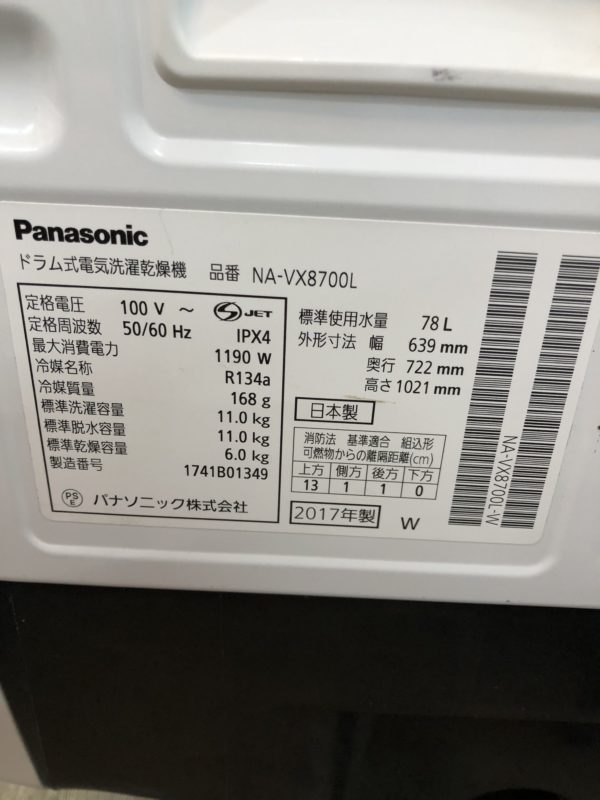 Panasonic
ドラム式電気洗濯乾燥機 品番 NA-VX8700L
定格電圧 100 V ～
定格周波数 50/60 Hz
S JET
IPX4
最大消費電力 1190 W
冷媒名称 R134a
冷媒質量 168 g
標準洗濯容量 11.0 kg
標準脱水容量 11.0 kg
標準乾燥容量 6.0 kg
製造番号 1741B01349
PS E パナソニック株式会社
標準使用水量 78 L
外形寸法 幅 639 mm
奥行 722 mm
高さ 1021 mm
日本製
消防法 基準適合 組込形
可燃物からの離隔距離(cm)
上方 側方 後方 下方
13 1 1 0
2017年製 W
NA-VX8700L-W